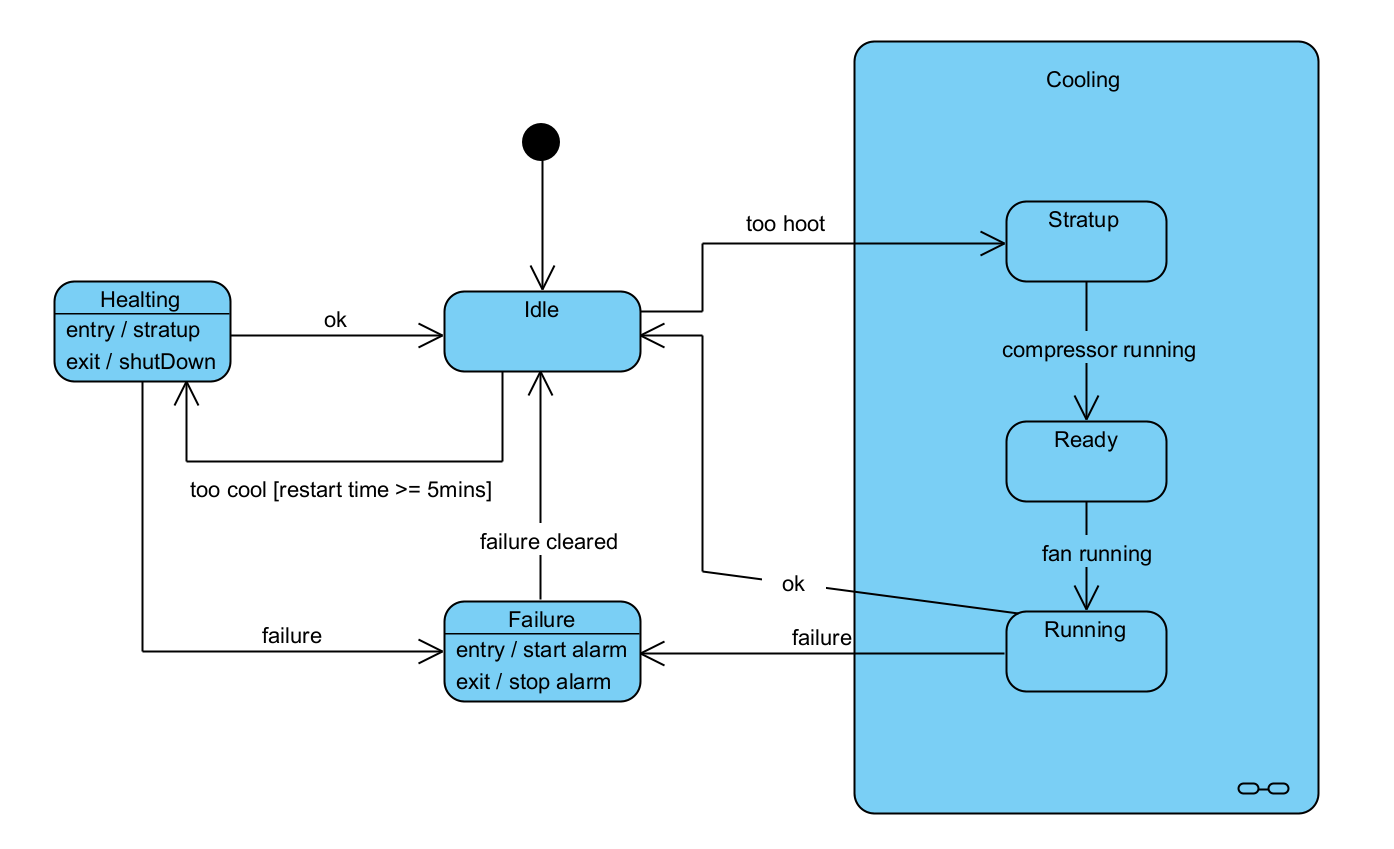 Cooling
too hoot
Stratup
Healting
entry / stratup
exit / shutDown
ok
Idle
compressor running
Ready
too cool [restart time >= 5mins]
failure cleared
fan running
ok
Failure
entry / start alarm
exit / stop alarm
failure
failure
Running